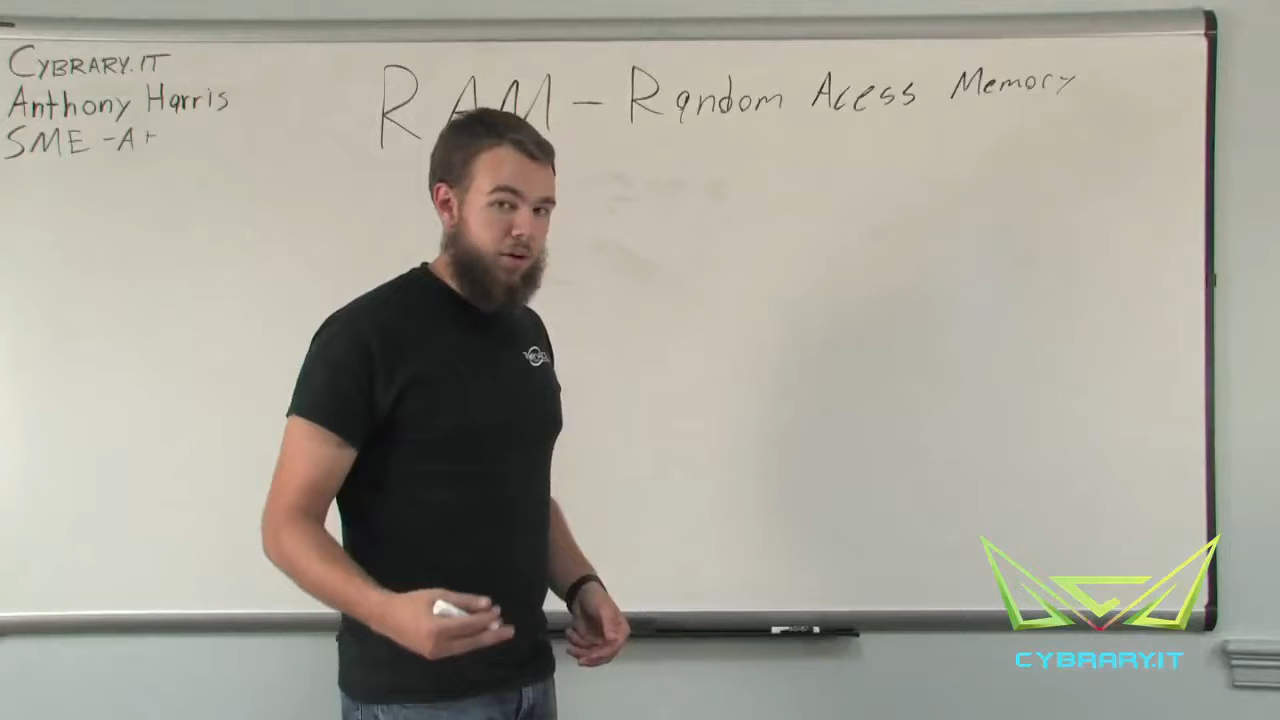 CYBRARY.IT
Anthony Harris
SME - A+
RAM - Random Acess Memory
CYBRARY.IT